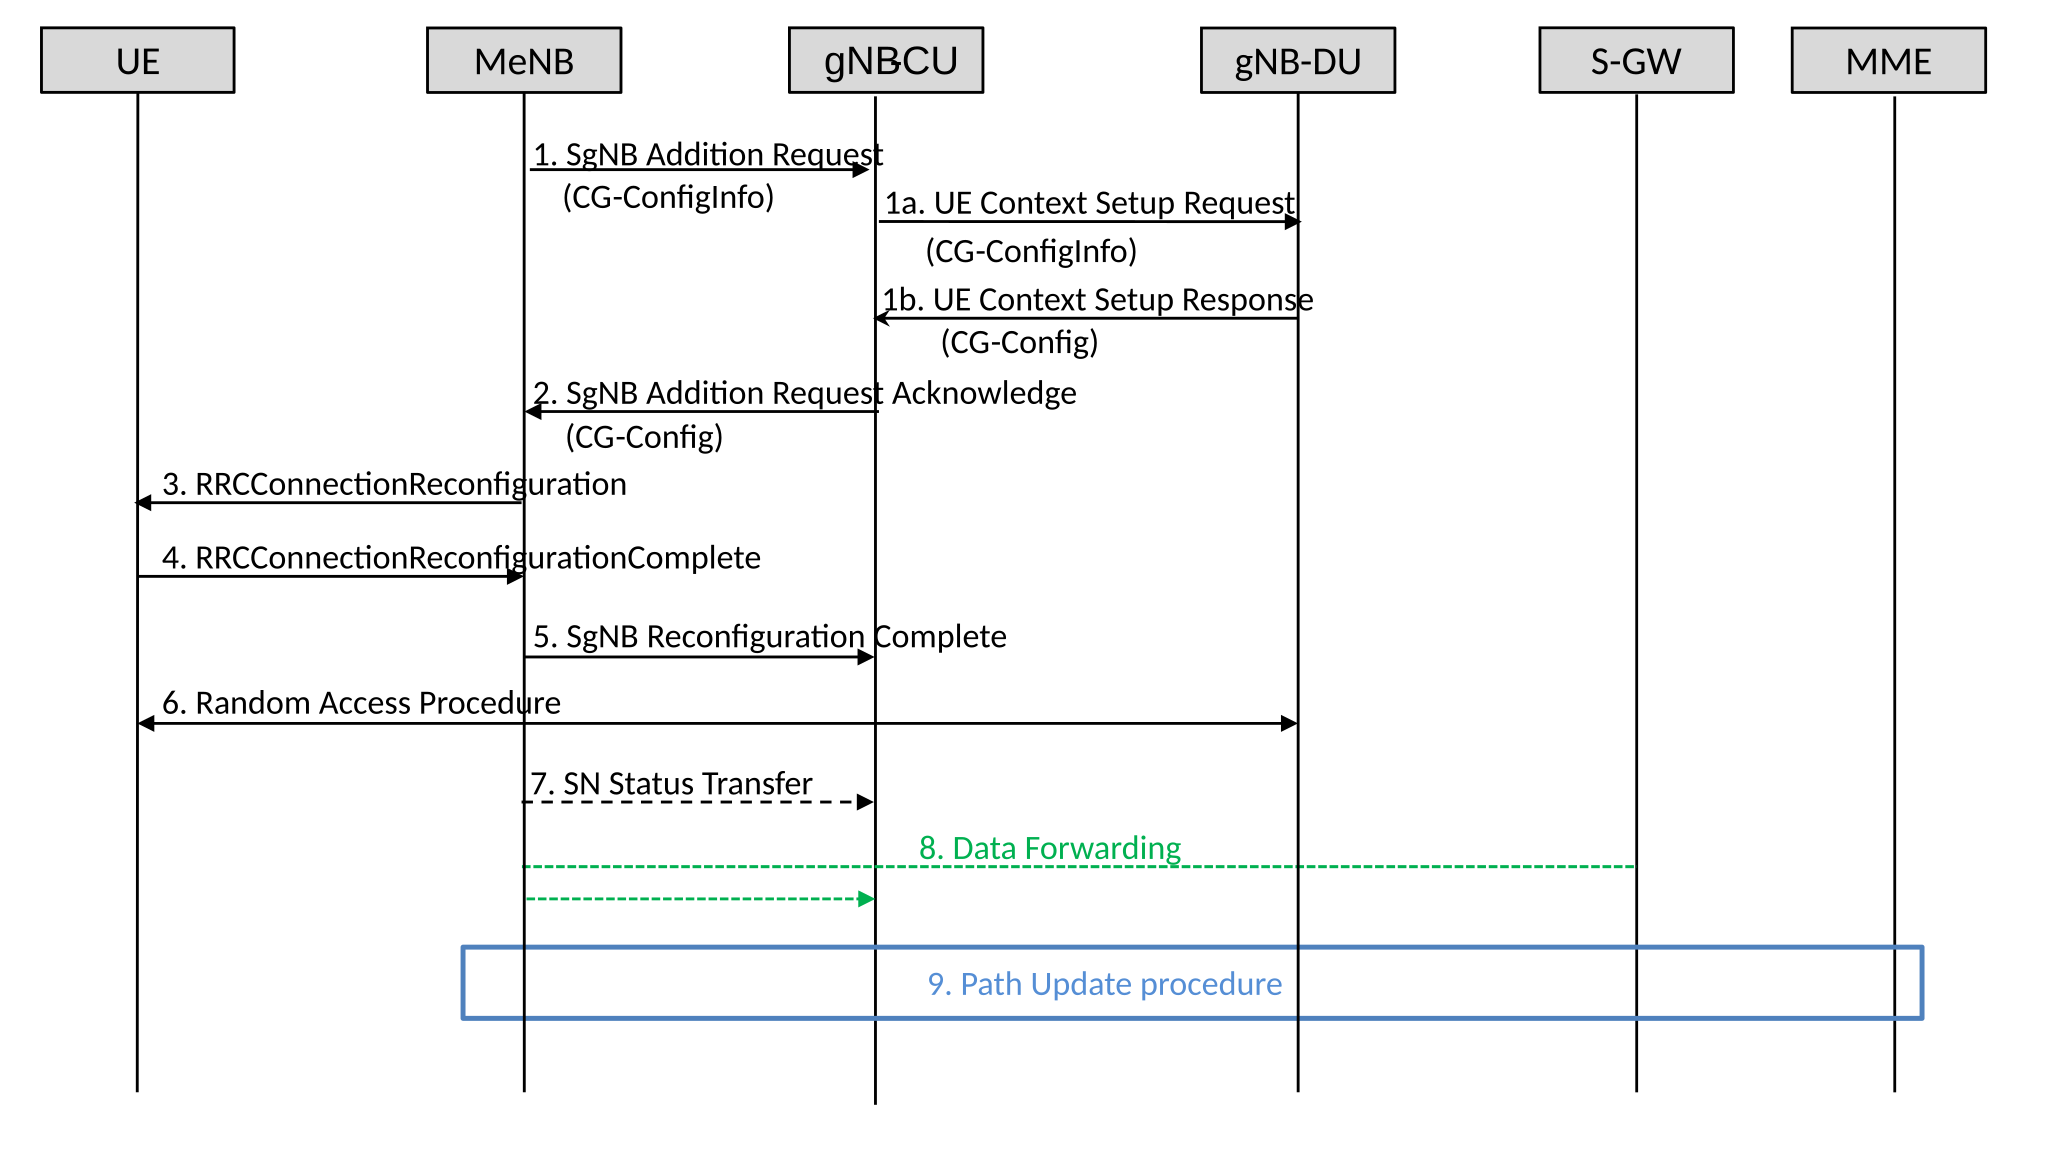 UE
MeNB
gNB-CU
gNB-DU
S-GW
MME
1. SgNB Addition Request
(CG-ConfigInfo)
1a. UE Context Setup Request
(CG-ConfigInfo)
1b. UE Context Setup Response
(CG-Config)
2. SgNB Addition Request Acknowledge
(CG-Config)
3. RRCConnectionReconfiguration
4. RRCConnectionReconfigurationComplete
5. SgNB Reconfiguration Complete
6. Random Access Procedure
7. SN Status Transfer
8. Data Forwarding
9. Path Update procedure